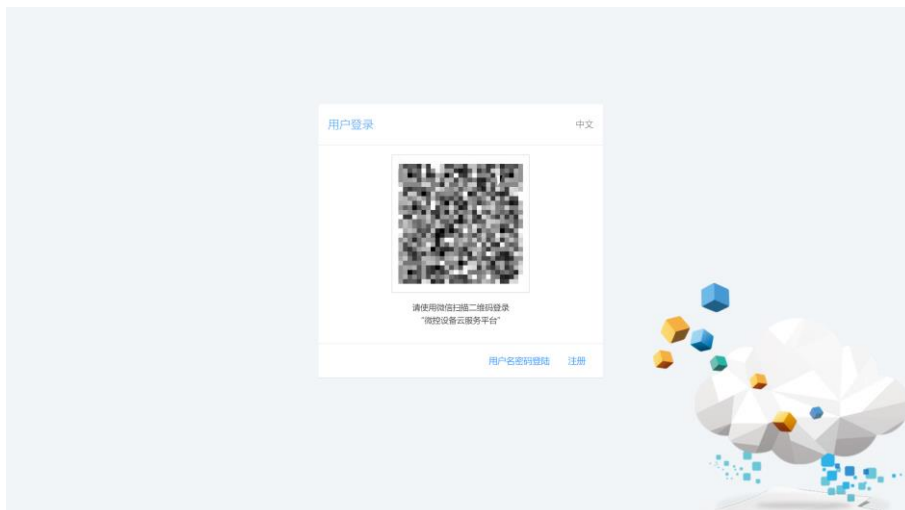 用户登录
中文
请使用微信扫描二维码登录
“微控设备云服务平台”
用户名密码登陆
注册